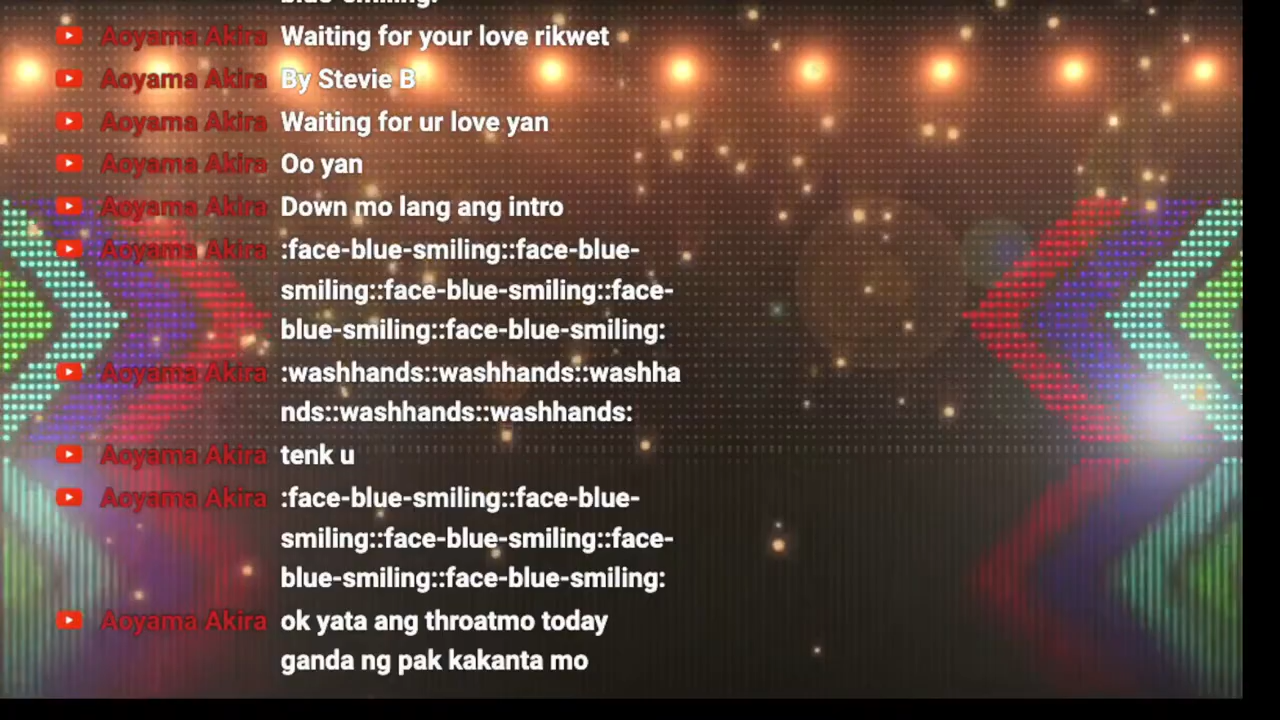 Aoyama Akira Waiting for your love rikwet
Aoyama Akira By Stevie B
Aoyama Akira Waiting for ur love yan
Aoyama Akira Oo yan
Aoyama Akira Down mo lang ang intro
Aoyama Akira :face-blue-smiling::face-blue-
smiling::face-blue-smiling::face-
blue-smiling::face-blue-smiling:
Aoyama Akira :washhands::washhands::washha
nds::washhands::washhands:
Aoyama Akira tenk u
Aoyama Akira :face-blue-smiling::face-blue-
smiling::face-blue-smiling::face-
blue-smiling::face-blue-smiling:
Aoyama Akira ok yata ang throatmo today
ganda ng pak kakanta mo